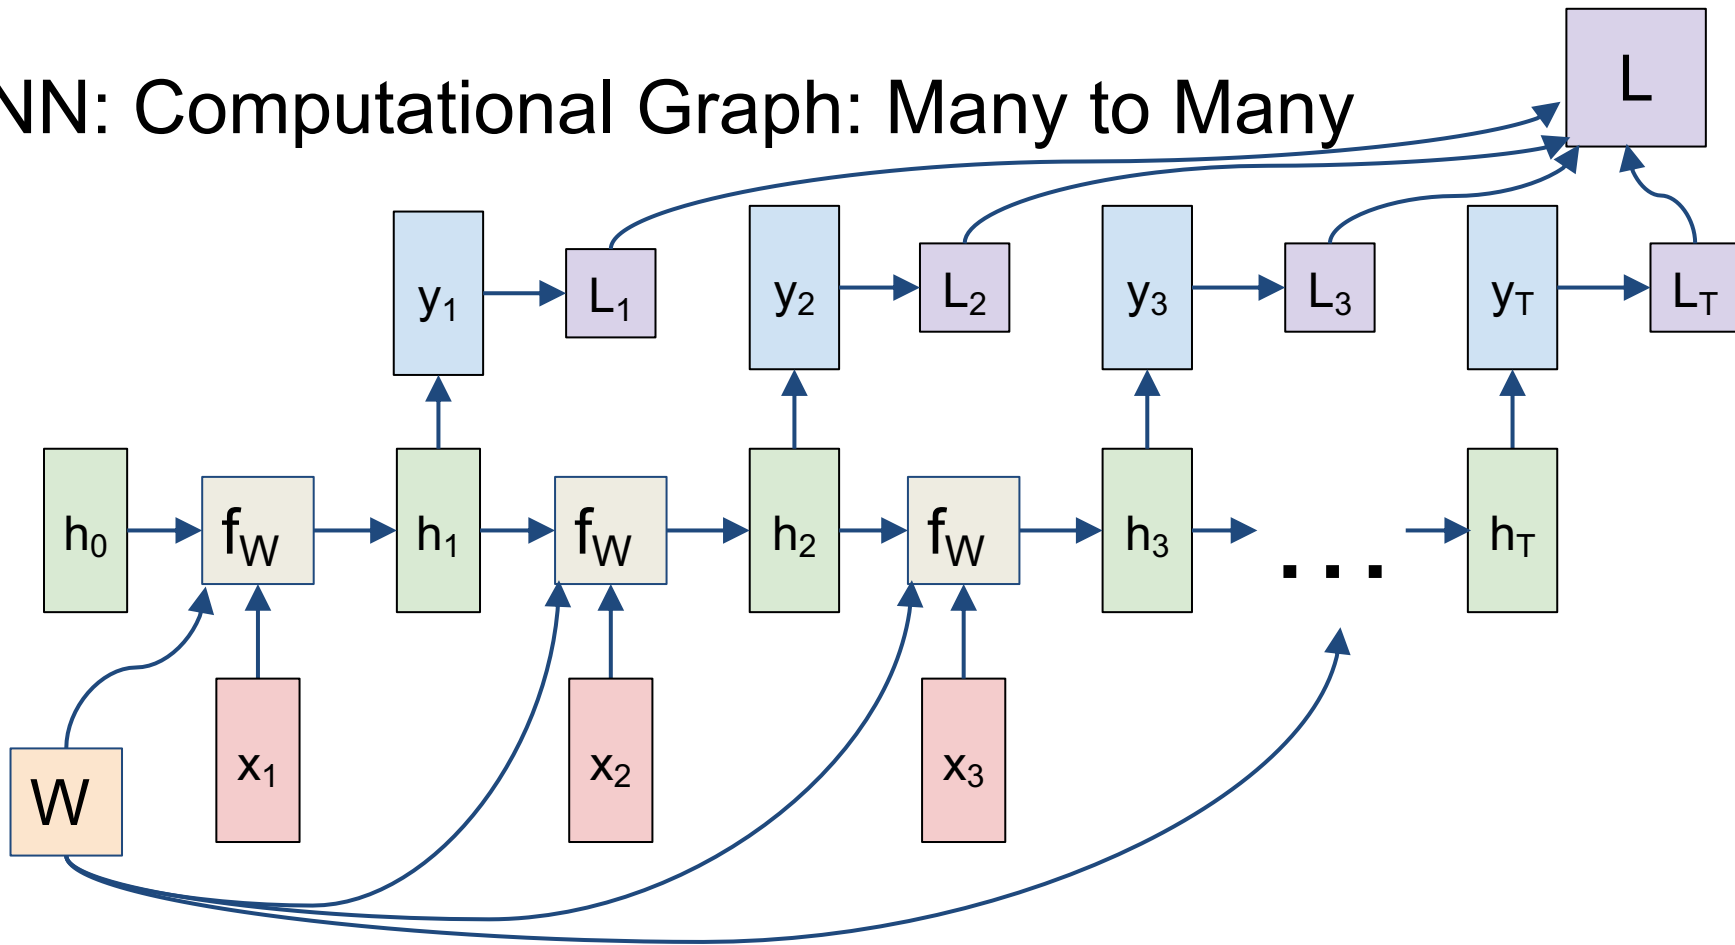 NN: Computational Graph: Many to Many
L
y1 L1 y2 L2 y3 L3 yT LT
h0 fW h1 fW h2 fW h3 ... hT
W x1 x2 x3